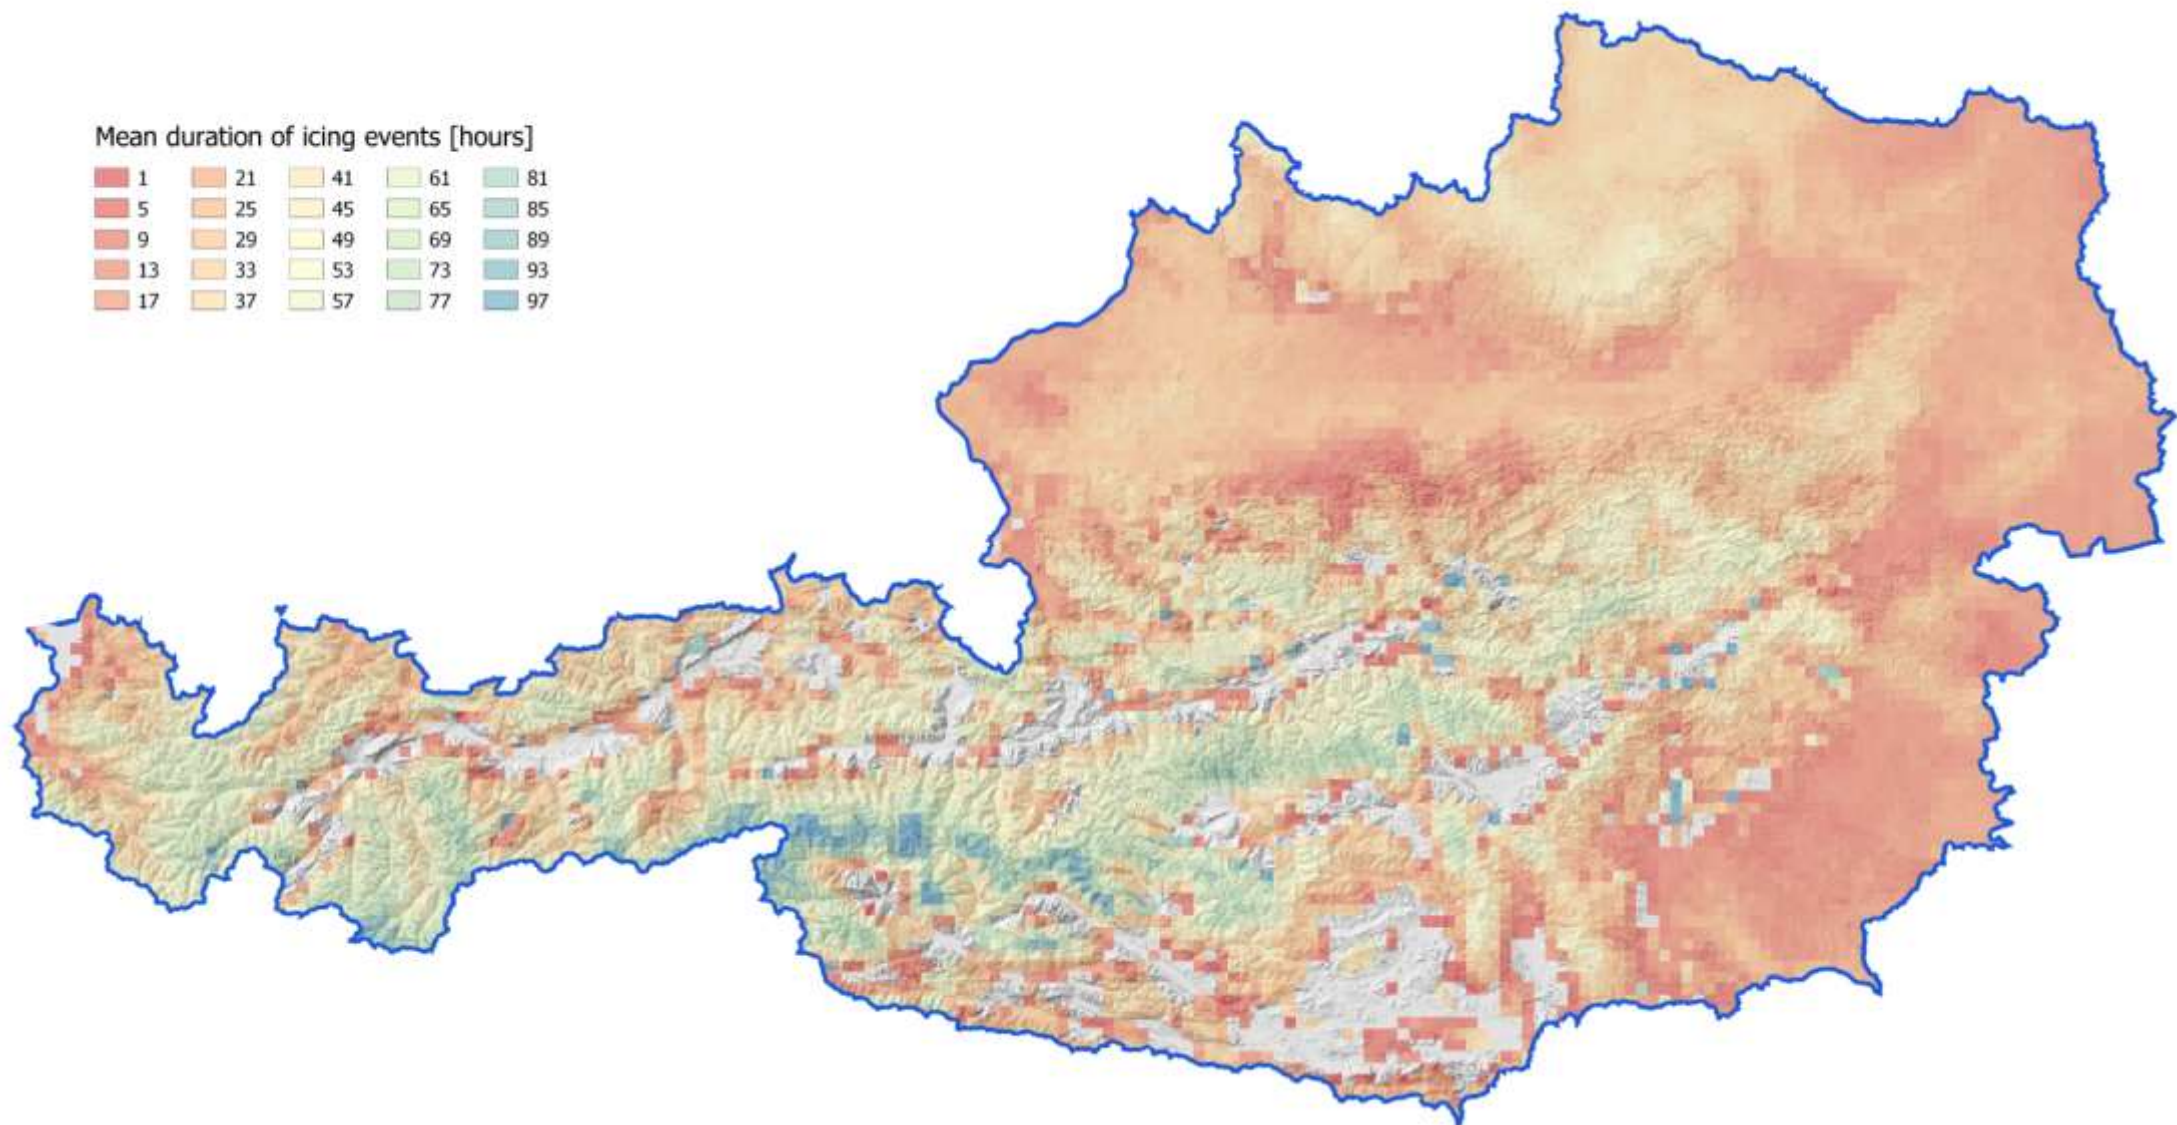 Mean duration of icing events [hours]
1 21 41 61 81
5 25 45 65 85
9 29 49 69 89
13 33 53 73 93
17 37 57 77 97